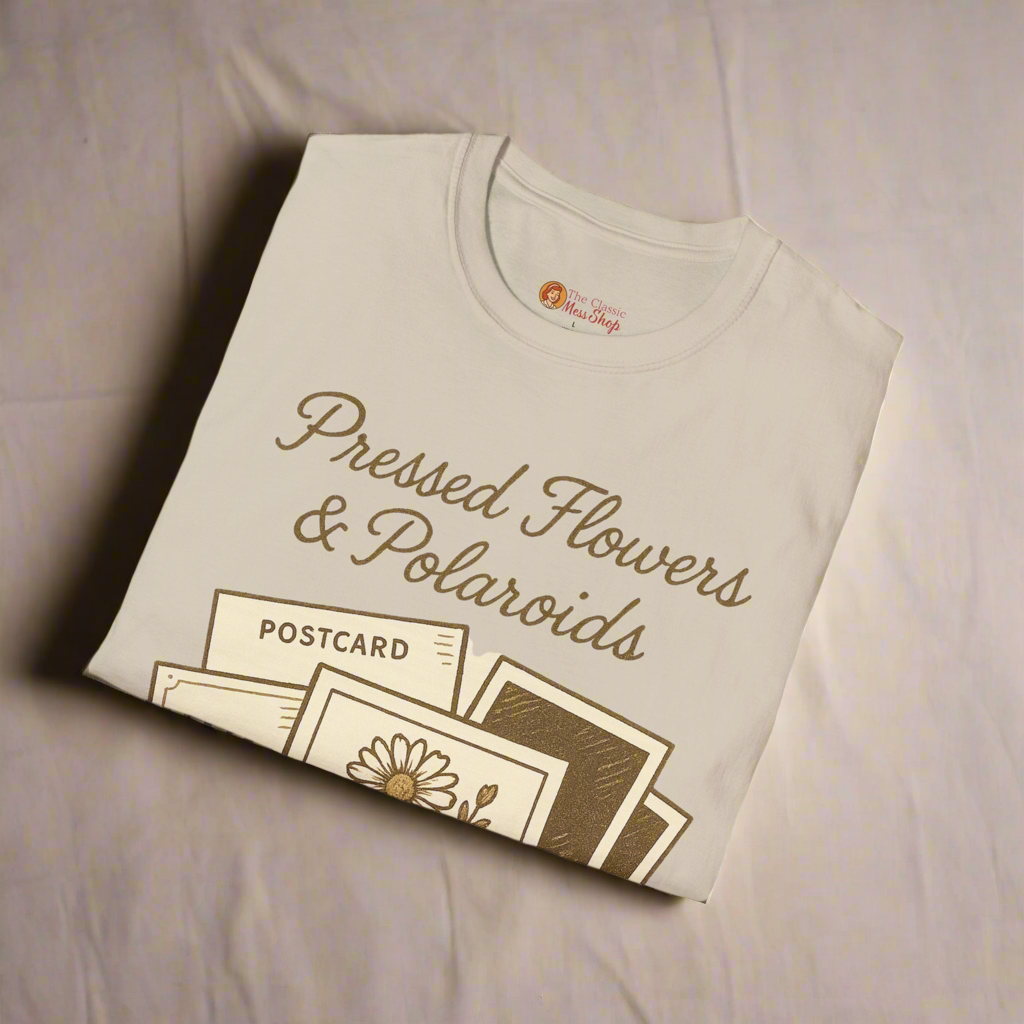 The Classic
Mess Shop
L
Pressed Flowers
& Polaroids
POSTCARD